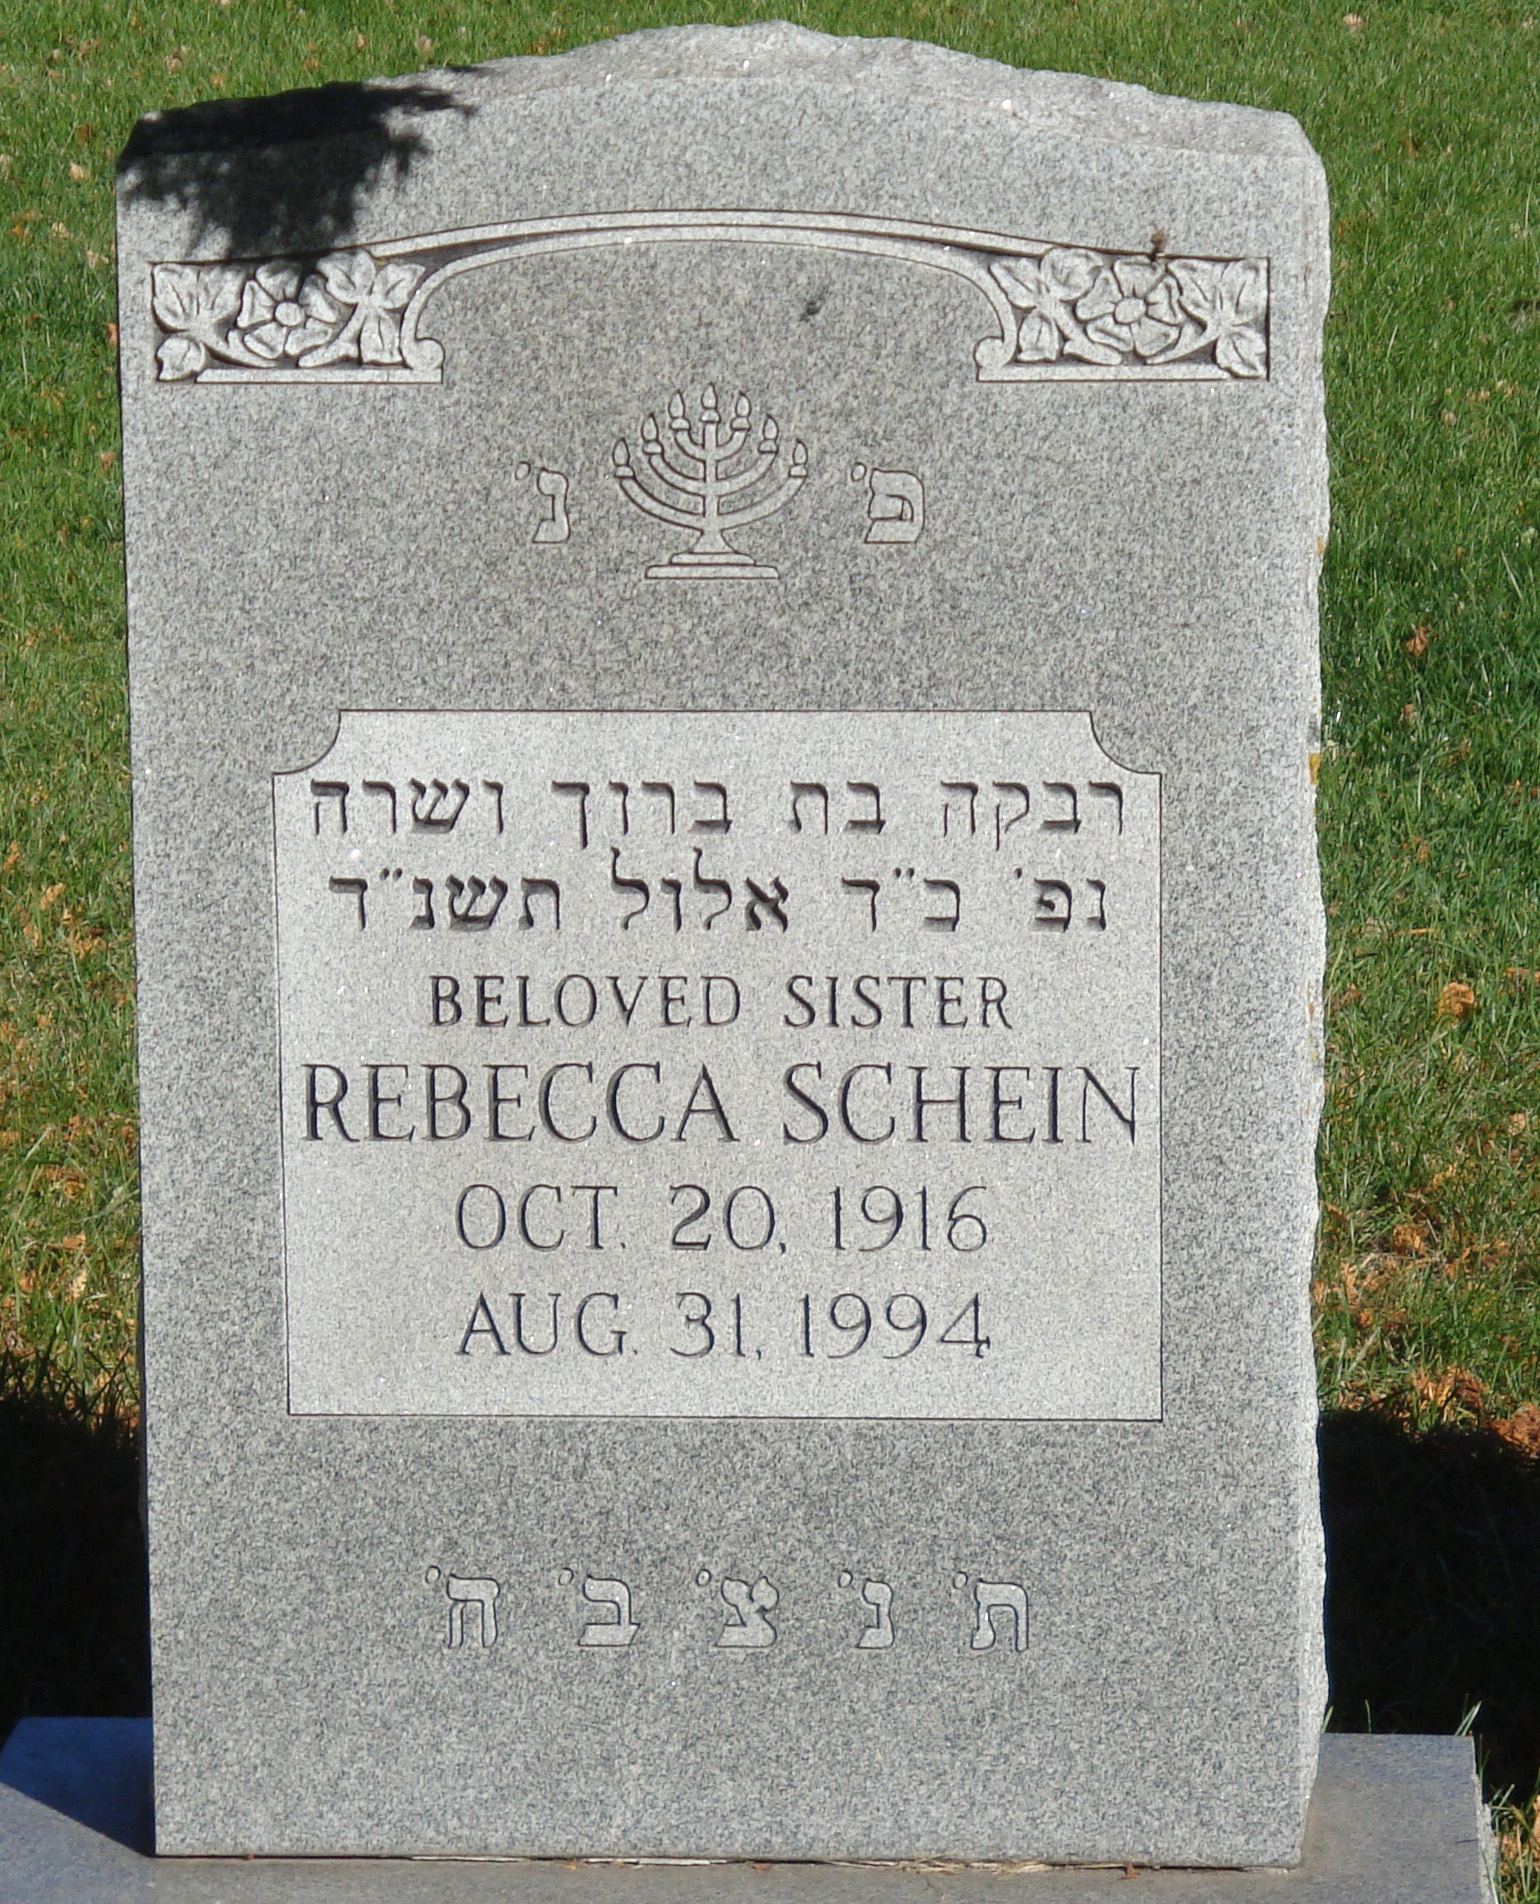 פ' נ'
רבקה בת ברוך ושרה
נפ' כ"ד אלול תשנ"ד
BELOVED SISTER
REBECCA SCHEIN
OCT. 20, 1916
AUG. 31, 1994
ת' נ' צ' ב' ה'